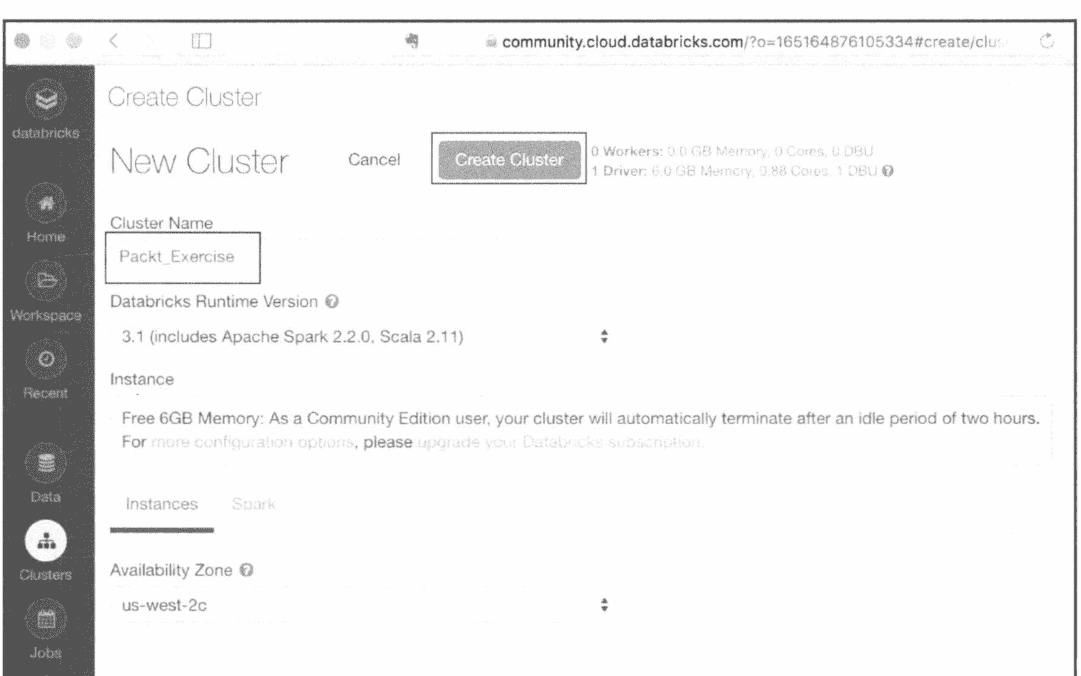 community.cloud.databricks.com/?o=165164876105334#create/clus
databricks
Home
Workspace
Recent
Data
Clusters
Jobs
Create Cluster
New Cluster
Cancel
Create Cluster
0 Workers: 0.0 GB Memory, 0 Cores, 0 DBU
1 Driver: 6.0 GB Memory, 0.88 Cores, 1 DBU
Cluster Name
Packt_Exercise
Databricks Runtime Version
3.1 (includes Apache Spark 2.2.0, Scala 2.11)
Instance
Free 6GB Memory: As a Community Edition user, your cluster will automatically terminate after an idle period of two hours.
For more configuration options, please upgrade your Databricks subscription.
Instances
Spark
Availability Zone
us-west-2c